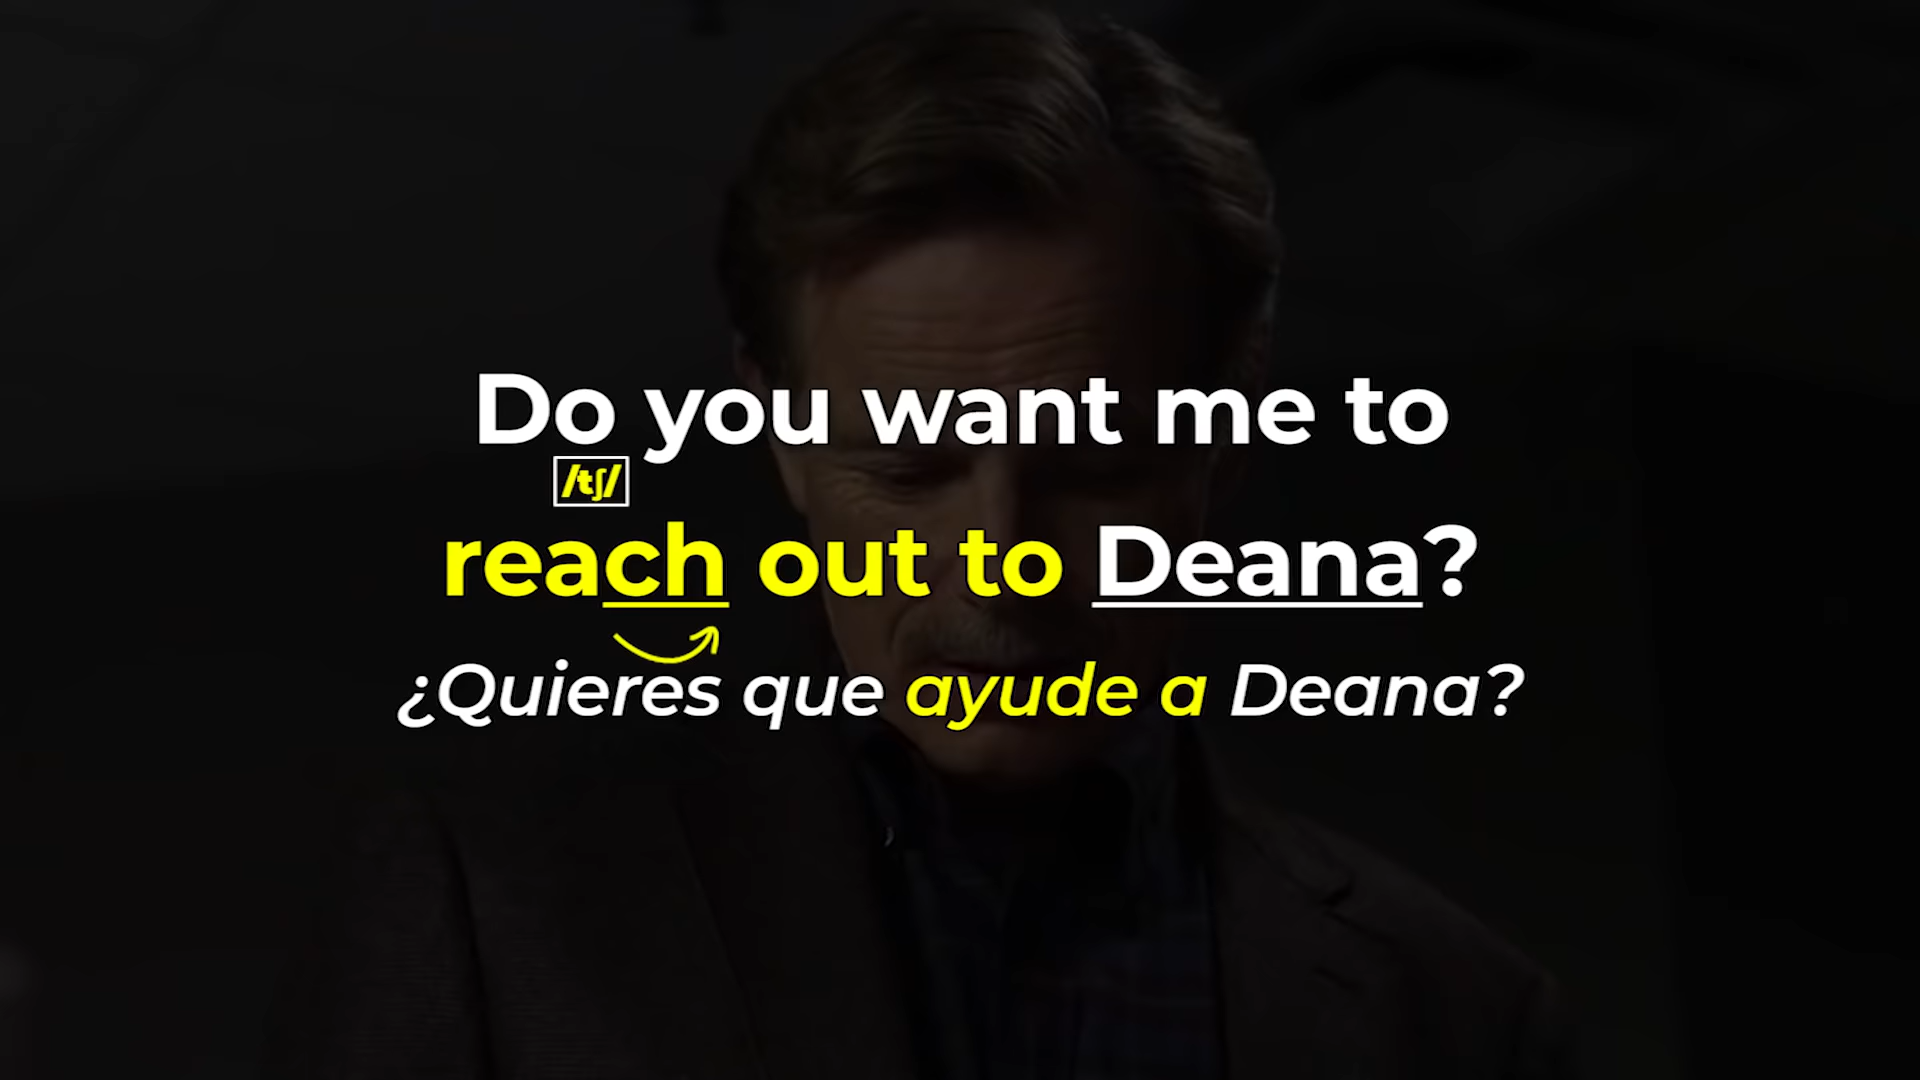 Do you want me to
/tʃ/
reach out to Deana?
¿Quieres que ayude a Deana?